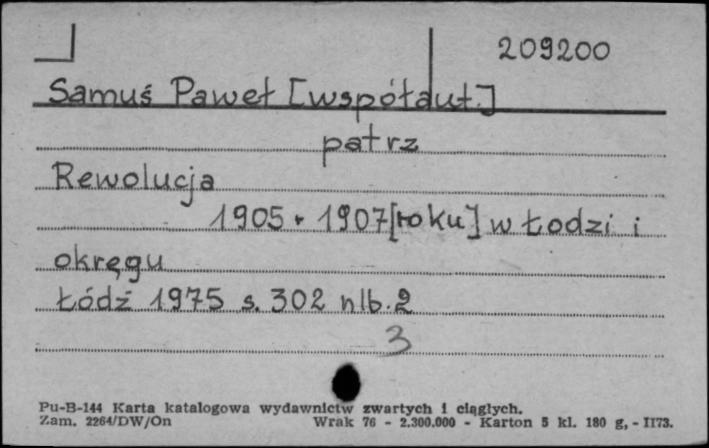 209200
Samuś Paweł [współaut.]
patrz
Rewolucja
1905 - 1907 [roku] w Łodzi i
okręgu
Łódź 1975 s. 302 nlb. 2
3
Pu-B-144 Karta katalogowa wydawnictw zwartych i ciągłych.
Zam. 2264/DW/On Wrak 76 - 2.300.000 - Karton 5 kl. 180 g, - II73.